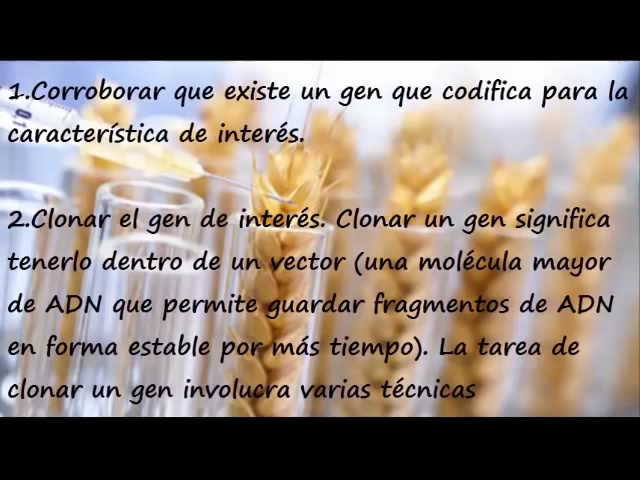 1.Corroborar que existe un gen que codifica para la
característica de interés.
2.Clonar el gen de interés. Clonar un gen significa
tenerlo dentro de un vector (una molécula mayor
de ADN que permite guardar fragmentos de ADN
en forma estable por más tiempo). La tarea de
clonar un gen involucra varias técnicas